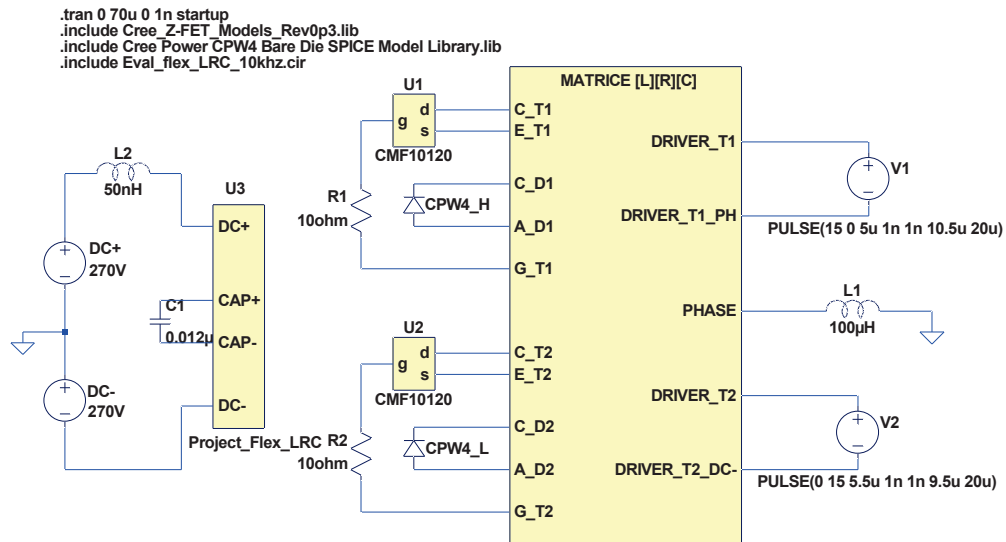 .tran 0 70u 0 1n startup
.include Cree_Z-FET_Models_Rev0p3.lib
.include Cree Power CPW4 Bare Die SPICE Model Library.lib
.include Eval_flex_LRC_10khz.cir
L2
50nH
DC+
270V
DC-
270V
C1
0.012µ
U3
DC+
CAP+
CAP-
DC-
Project_Flex_LRC
U1
g
d
s
CMF10120
R1
10ohm
CPW4_H
U2
g
d
s
CMF10120
R2
10ohm
CPW4_L
MATRICE [L][R][C]
C_T1
E_T1
C_D1
A_D1
G_T1
C_T2
E_T2
C_D2
A_D2
G_T2
DRIVER_T1
DRIVER_T1_PH
PHASE
DRIVER_T2
DRIVER_T2_DC-
V1
PULSE(15 0 5u 1n 1n 10.5u 20u)
L1
100µH
V2
PULSE(0 15 5.5u 1n 1n 9.5u 20u)